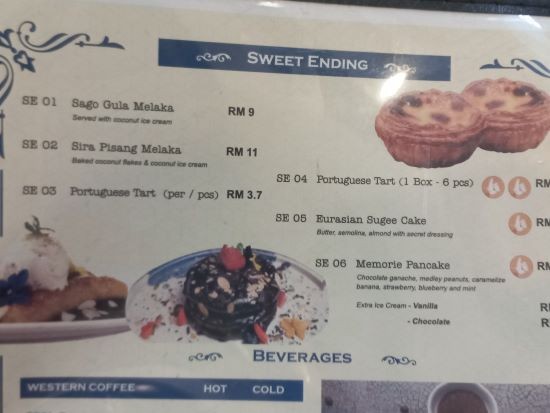 SWEET ENDING
SE 01 Sago Gula Melaka RM 9
Served with coconut ice cream
SE 02 Sira Pisang Melaka RM 11
Baked coconut flakes & coconut ice cream
SE 03 Portuguese Tart (per / pcs) RM 3.7
SE 04 Portuguese Tart (1 Box - 6 pcs) RM
SE 05 Eurasian Sugee Cake RM
Butter, semolina, almond with secret dressing
SE 06 Memorie Pancake RM
Chocolate ganache, medley peanuts, caramelize
banana, strawberry, blueberry and mint
Extra Ice Cream - Vanilla
- Chocolate
BEVERAGES
WESTERN COFFEE HOT COLD